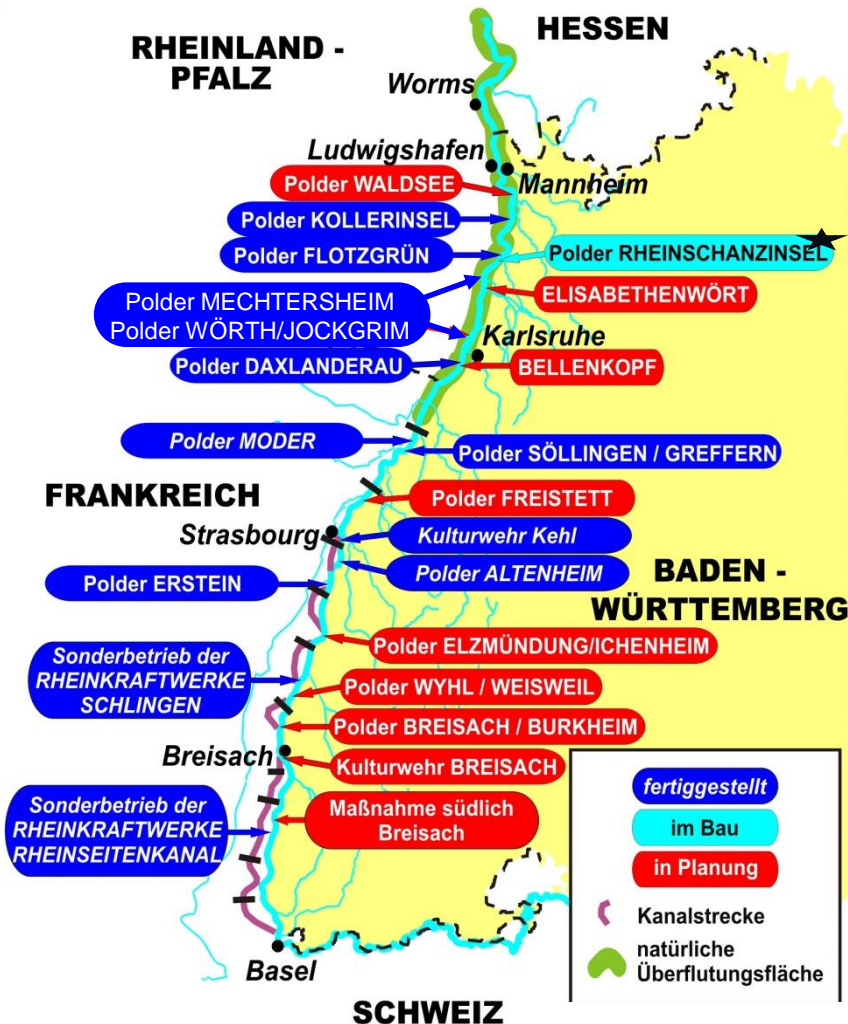 HESSEN
RHEINLAND -
PFALZ
Worms
Ludwigshafen
Mannheim
Polder WALDSEE
Polder KOLLERINSEL
Polder FLOTZGRÜN
Polder RHEINSCHANZINSEL
Polder MECHTERSHEIM
Polder WÖRTH/JOCKGRIM
ELISABETHENWÖRT
Karlsruhe
Polder DAXLANDERAU
BELLENKOPF
Polder MODER
Polder SÖLLINGEN / GREFFERN
FRANKREICH
Polder FREISTETT
Strasbourg
Kulturwehr Kehl
Polder ALTENHEIM
Polder ERSTEIN
BADEN -
WÜRTTEMBERG
Polder ELZMÜNDUNG/ICHENHEIM
Sonderbetrieb der
RHEINKRAFTWERKE
SCHLINGEN
Polder WYHL / WEISWEIL
Polder BREISACH / BURKHEIM
Breisach
Kulturwehr BREISACH
Sonderbetrieb der
RHEINKRAFTWERKE
RHEINSEITENKANAL
Maßnahme südlich
Breisach
fertiggestellt
im Bau
in Planung
Kanalstrecke
natürliche
Überflutungsfläche
Basel
SCHWEIZ